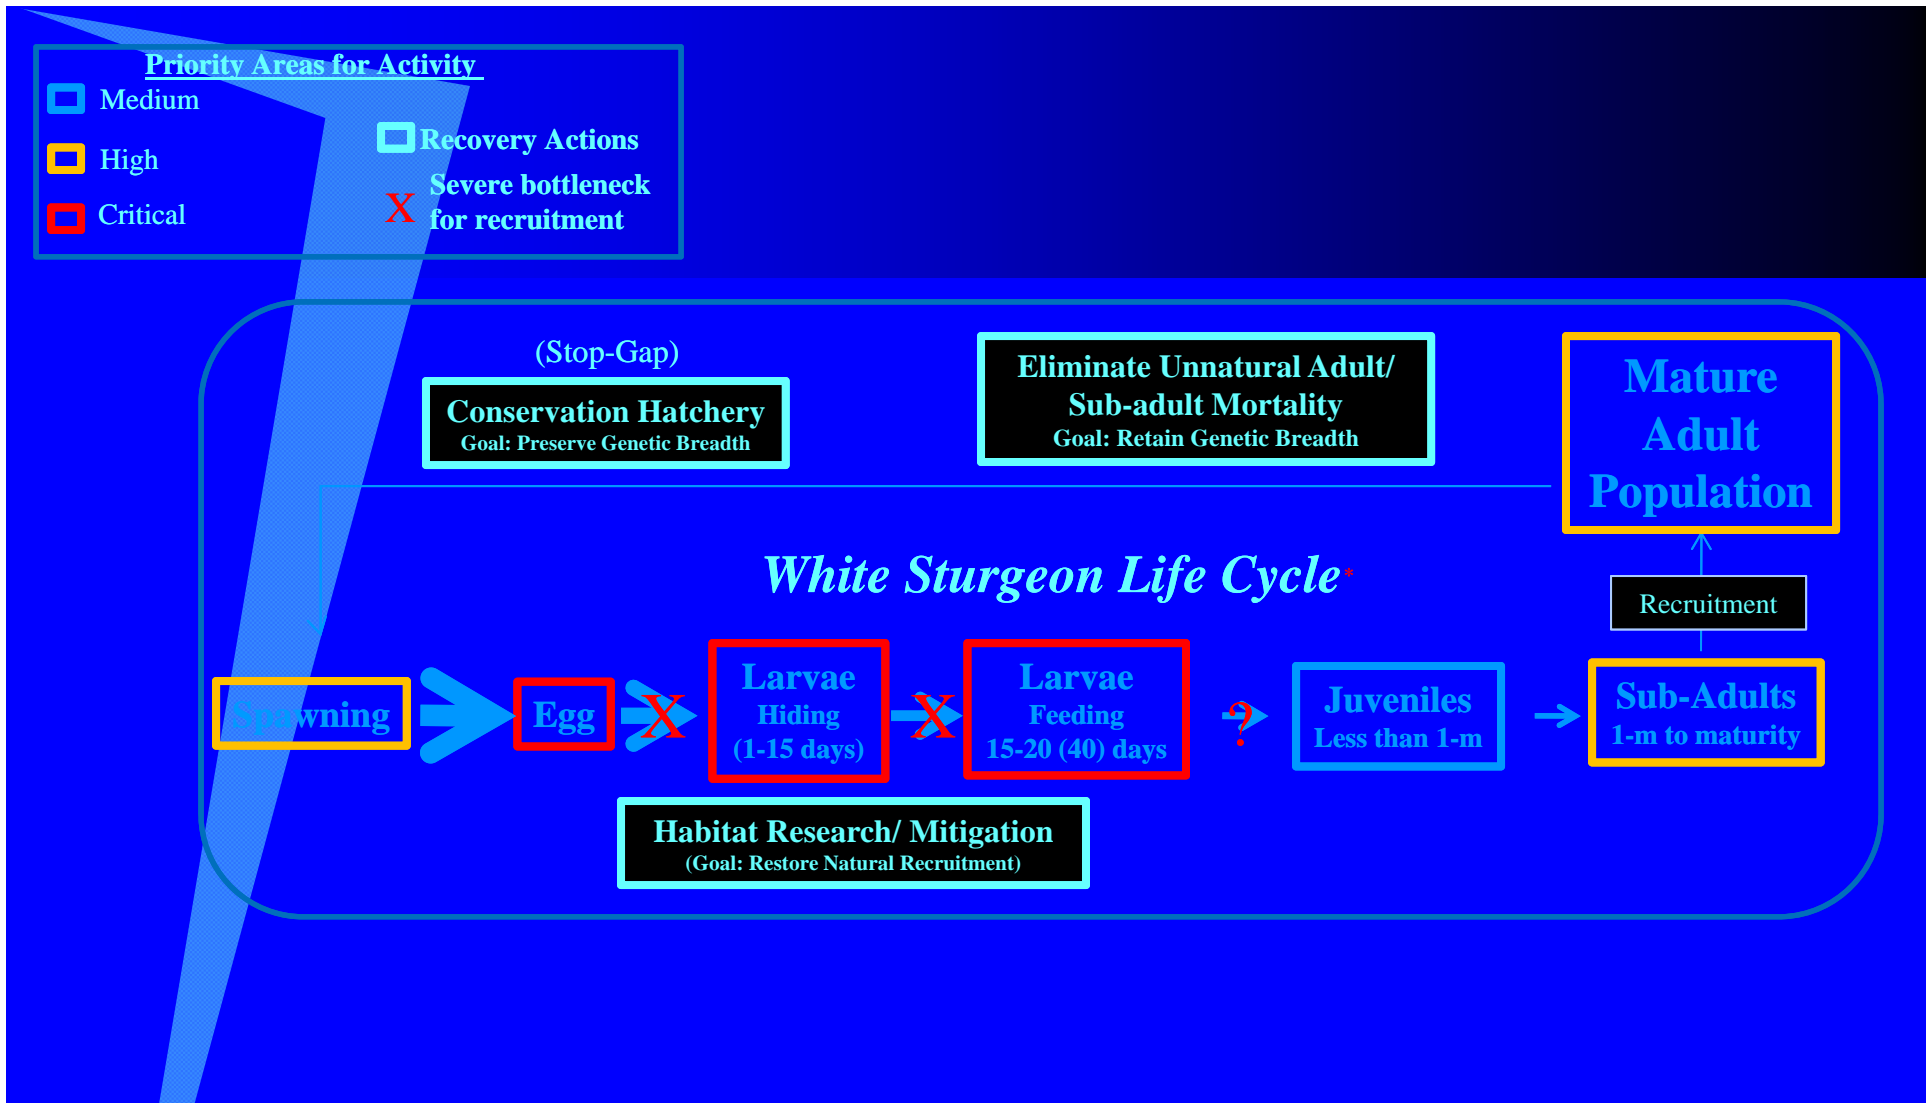 Priority Areas for Activity
Medium
High
Critical
Recovery Actions
X Severe bottleneck
for recruitment
(Stop-Gap)
Conservation Hatchery
Goal: Preserve Genetic Breadth
Eliminate Unnatural Adult/
Sub-adult Mortality
Goal: Retain Genetic Breadth
Mature
Adult
Population
White Sturgeon Life Cycle*
Recruitment
Spawning
Egg
X
Larvae
Hiding
(1-15 days)
X
Larvae
Feeding
15-20 (40) days
?
Juveniles
Less than 1-m
Sub-Adults
1-m to maturity
Habitat Research/ Mitigation
(Goal: Restore Natural Recruitment)